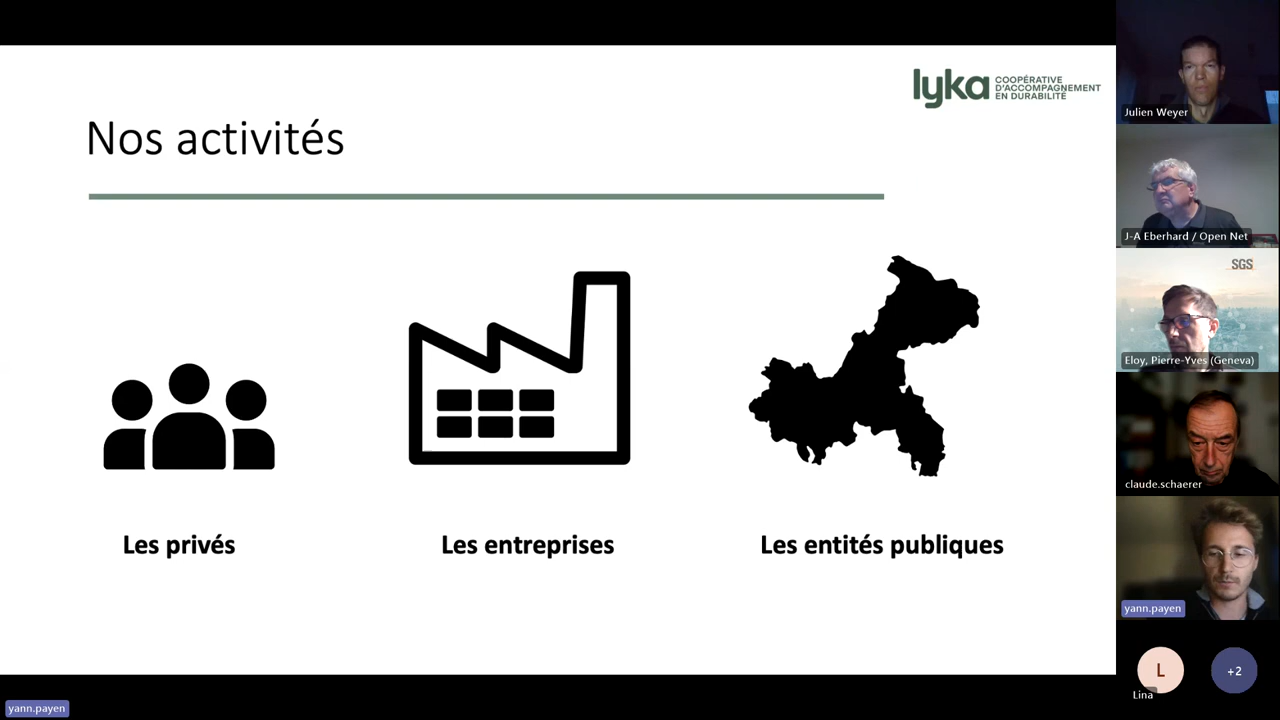 lyka
COOPÉRATIVE
D'ACCOMPAGNEMENT
EN DURABILITÉ
Nos activités
Les privés
Les entreprises
Les entités publiques
Julien Weyer
J-A Eberhard / Open Net
SGS
Eloy, Pierre-Yves (Geneva)
claude.schaerer
yann.payen
L
+2
Lina
yann.payen